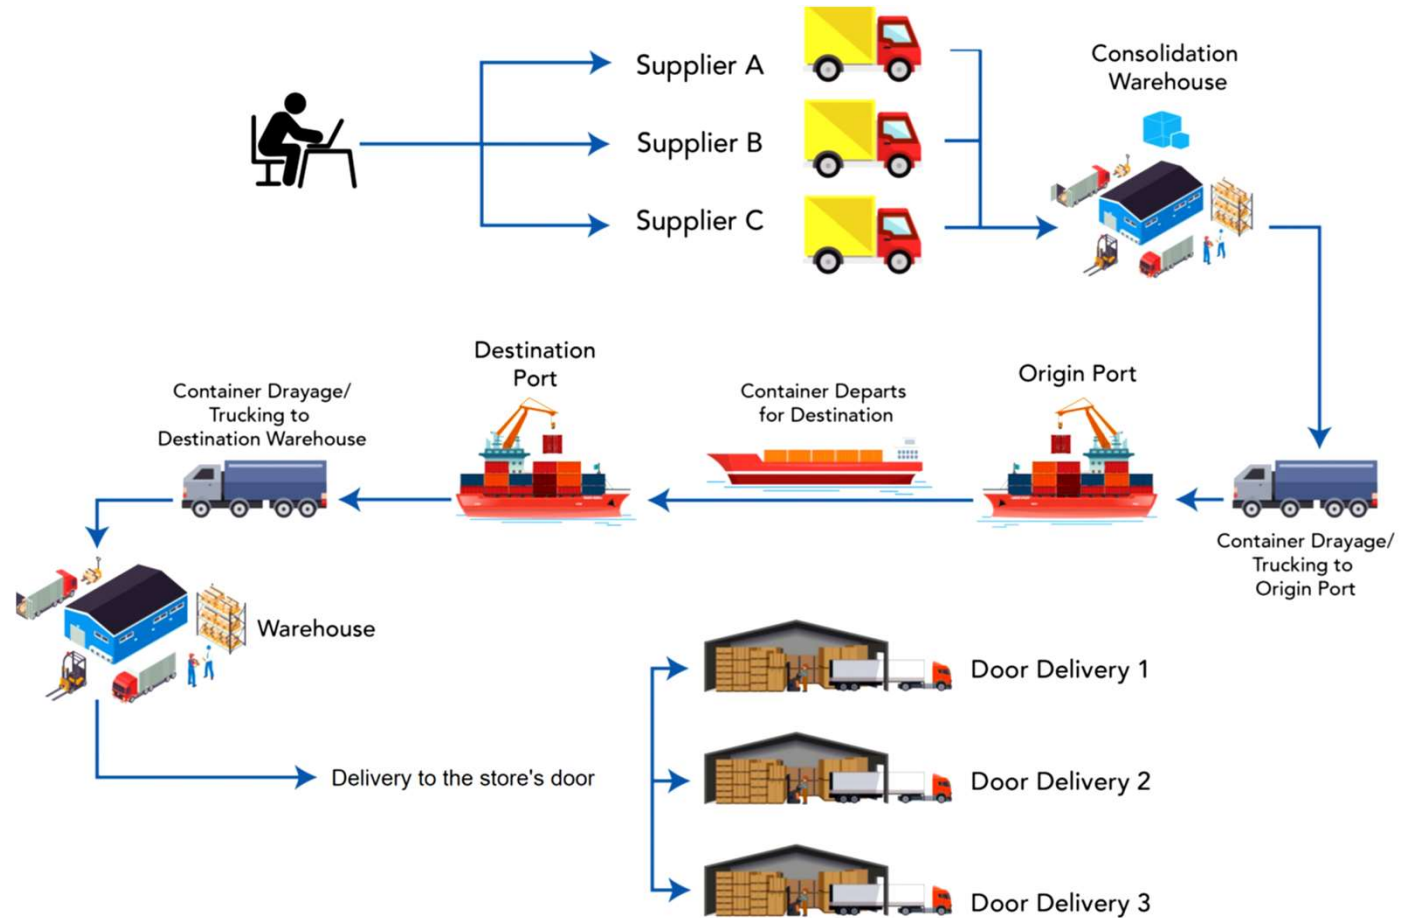 Supplier A
Supplier B
Supplier C
Consolidation
Warehouse
Container Drayage/
Trucking to
Origin Port
Origin Port
Container Departs
for Destination
Destination
Port
Container Drayage/
Trucking to
Destination Warehouse
Warehouse
Delivery to the store's door
Door Delivery 1
Door Delivery 2
Door Delivery 3